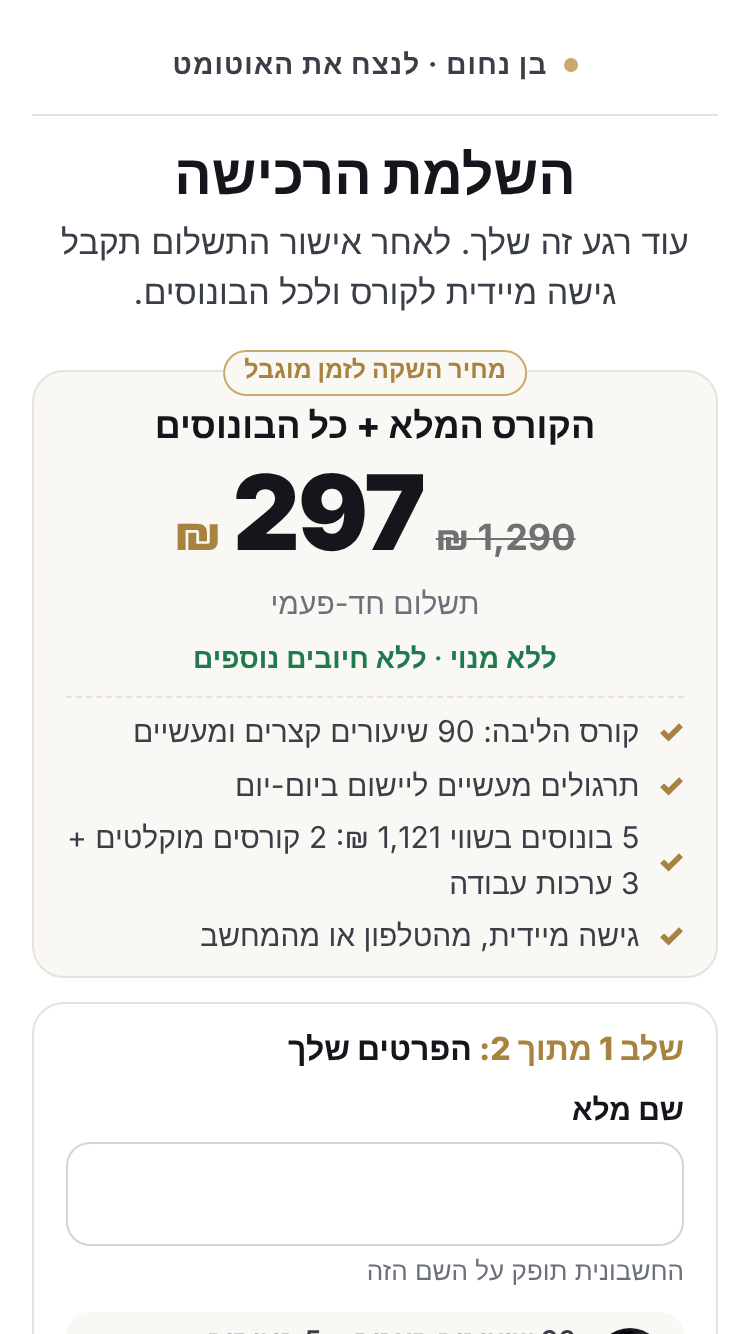 בן נחום · לנצח את האוטומט
השלמת הרכישה
עוד רגע זה שלך. לאחר אישור התשלום תקבל
גישה מיידית לקורס ולכל הבונוסים.
מחיר השקה לזמן מוגבל
הקורס המלא + כל הבונוסים
1,290 ₪ 297 ₪
תשלום חד-פעמי
ללא מנוי · ללא חיובים נוספים
קורס הליבה: 90 שיעורים קצרים ומעשיים
תרגולים מעשיים ליישום ביום-יום
5 בונוסים בשווי 1,121 ₪: 2 קורסים מוקלטים +
3 ערכות עבודה
גישה מיידית, מהטלפון או מהמחשב
שלב 1 מתוך 2: הפרטים שלך
שם מלא
החשבונית תופק על השם הזה